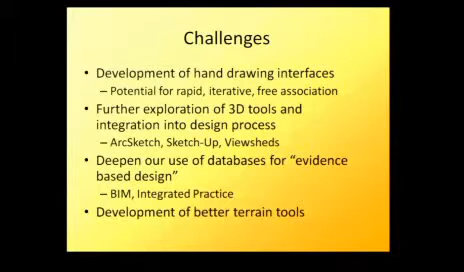 Challenges
• Development of hand drawing interfaces
– Potential for rapid, iterative, free association
• Further exploration of 3D tools and
integration into design process
– ArcSketch, Sketch-Up, Viewsheds
• Deepen our use of databases for “evidence
based design”
– BIM, Integrated Practice
• Development of better terrain tools